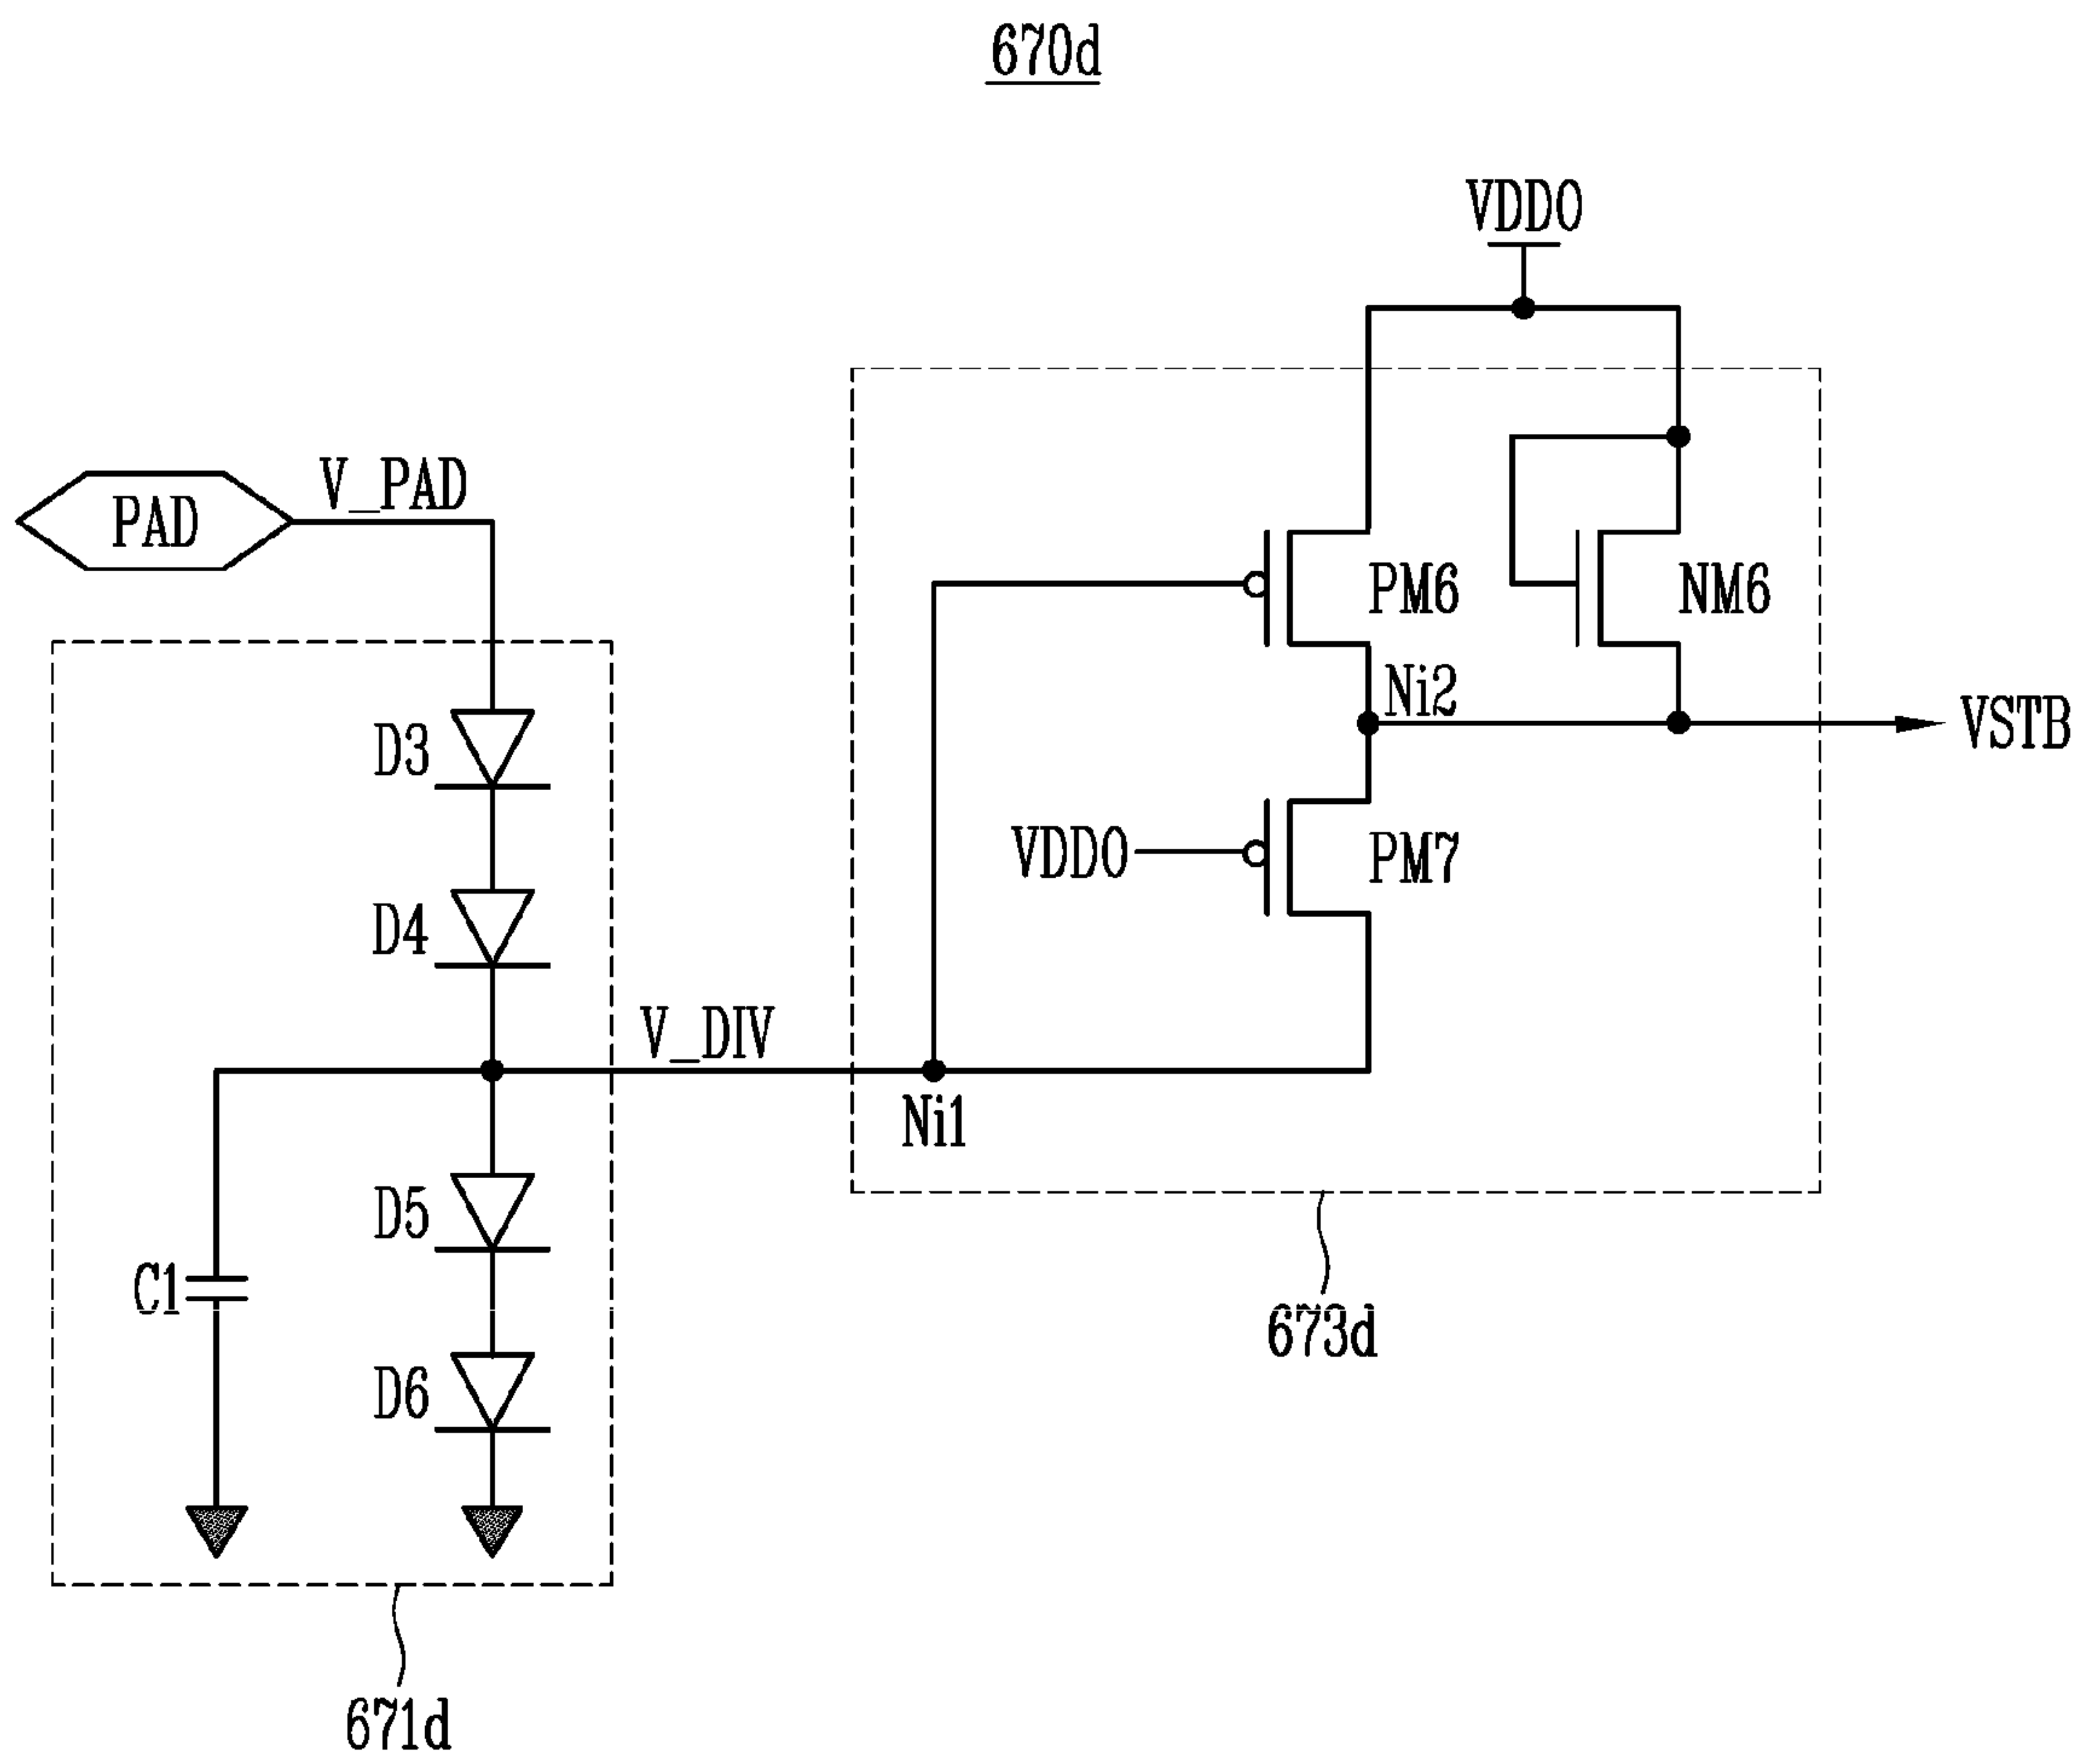 670d
VDDO
V_PAD
PAD
PM6
NM6
Ni2
VSTB
D3
VDDO
PM7
D4
V_DIV
Ni1
D5
C1
673d
D6
671d